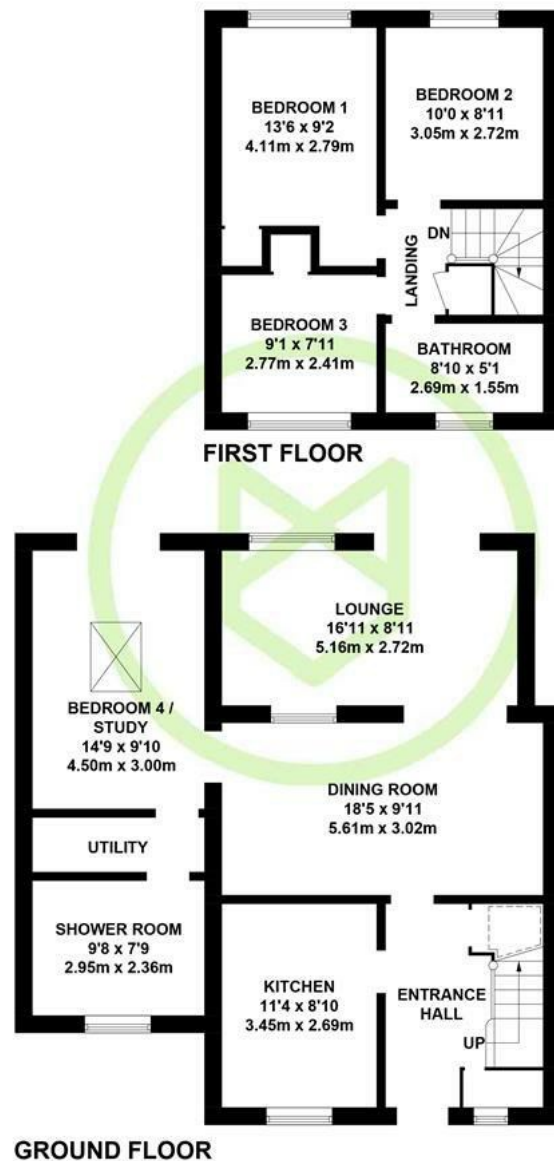 BEDROOM 1
13'6 x 9'2
4.11m x 2.79m
BEDROOM 2
10'0 x 8'11
3.05m x 2.72m
DN
LANDING
BEDROOM 3
9'1 x 7'11
2.77m x 2.41m
BATHROOM
8'10 x 5'1
2.69m x 1.55m
FIRST FLOOR
LOUNGE
16'11 x 8'11
5.16m x 2.72m
BEDROOM 4 /
STUDY
14'9 x 9'10
4.50m x 3.00m
DINING ROOM
18'5 x 9'11
5.61m x 3.02m
UTILITY
SHOWER ROOM
9'8 x 7'9
2.95m x 2.36m
KITCHEN
11'4 x 8'10
3.45m x 2.69m
ENTRANCE
HALL
UP
GROUND FLOOR